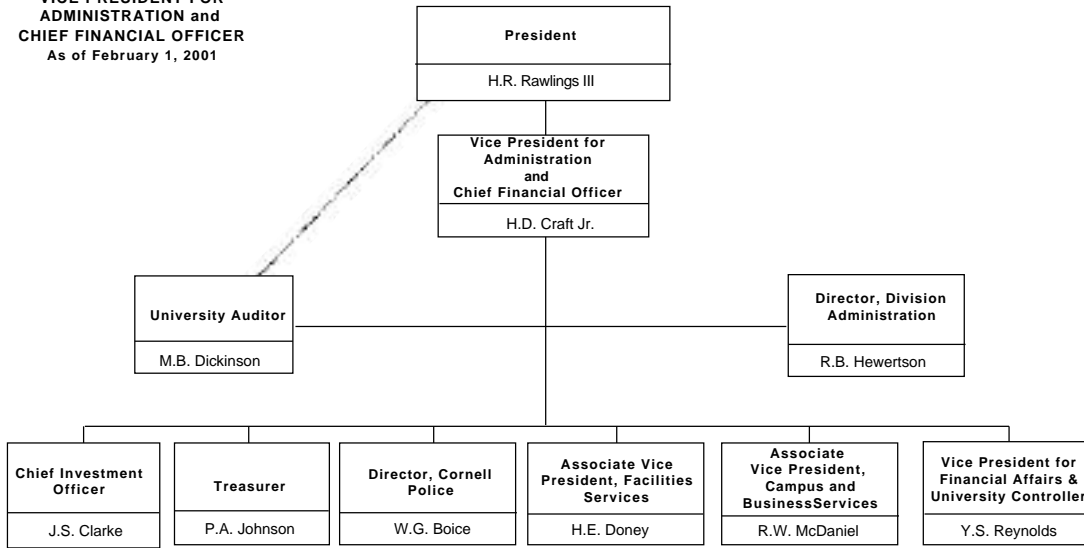 VICE PRESIDENT FOR
ADMINISTRATION and
CHIEF FINANCIAL OFFICER
As of February 1, 2001
President
H.R. Rawlings III
Vice President for
Administration
and
Chief Financial Officer
H.D. Craft Jr.
University Auditor
M.B. Dickinson
Director, Division
Administration
R.B. Hewertson
Chief Investment
Officer
J.S. Clarke
Treasurer
P.A. Johnson
Director, Cornell
Police
W.G. Boice
Associate Vice
President, Facilities
Services
H.E. Doney
Associate
Vice President,
Campus and
BusinessServices
R.W. McDaniel
Vice President for
Financial Affairs &
University Controller
Y.S. Reynolds